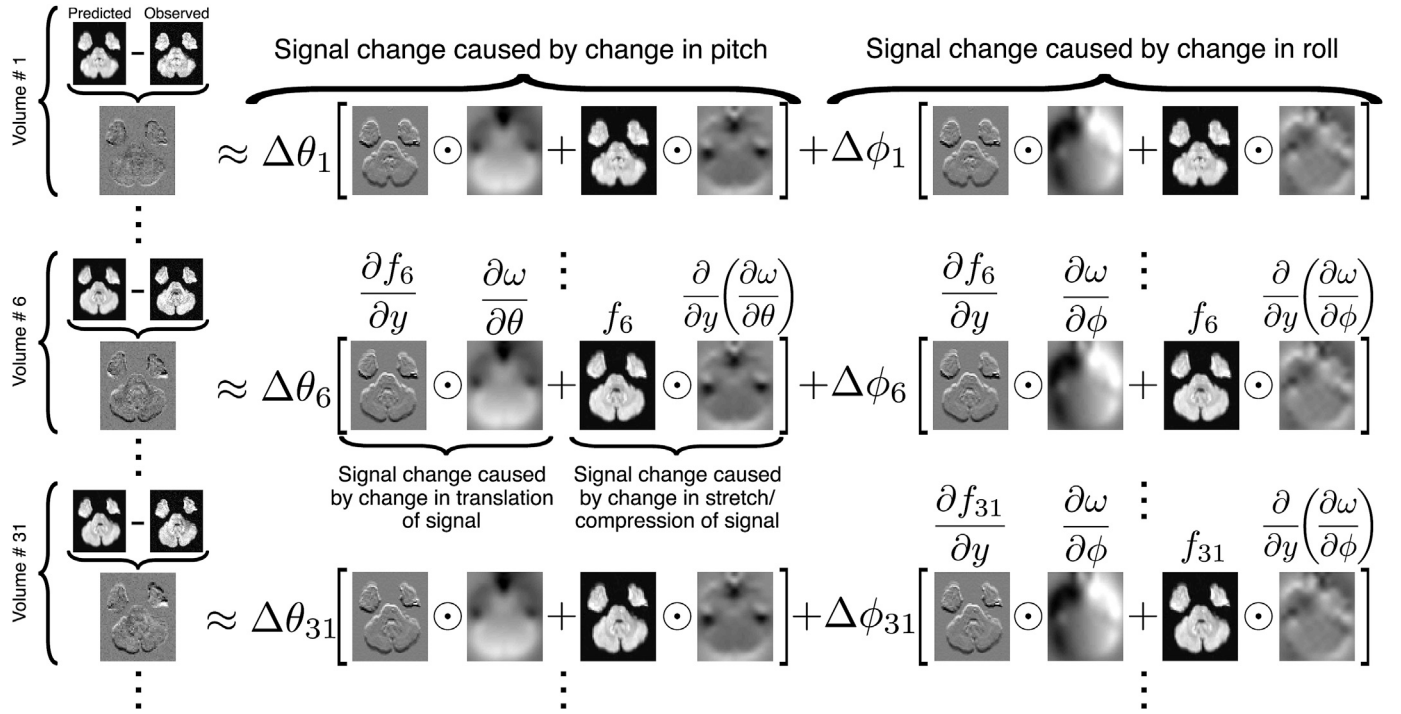 Predicted Observed
Volume # 1
Signal change caused by change in pitch
Signal change caused by change in roll
−
≈ Δθ₁ [ ⊙ + ⊙ ] + Δϕ₁ [ ⊙ + ⊙ ]
⋮
Volume # 6
−
∂f₆/∂y ∂ω/∂θ ⋮ f₆ ∂/∂y(∂ω/∂θ) ∂f₆/∂y ∂ω/∂ϕ ⋮ f₆ ∂/∂y(∂ω/∂ϕ)
≈ Δθ₆ [ ⊙ + ⊙ ] + Δϕ₆ [ ⊙ + ⊙ ]
Signal change caused
by change in translation
of signal
Signal change caused
by change in stretch/
compression of signal
⋮
Volume # 31
−
∂f₃₁/∂y ∂ω/∂ϕ ⋮ f₃₁ ∂/∂y(∂ω/∂ϕ)
≈ Δθ₃₁ [ ⊙ + ⊙ ] + Δϕ₃₁ [ ⊙ + ⊙ ]
⋮ ⋮ ⋮